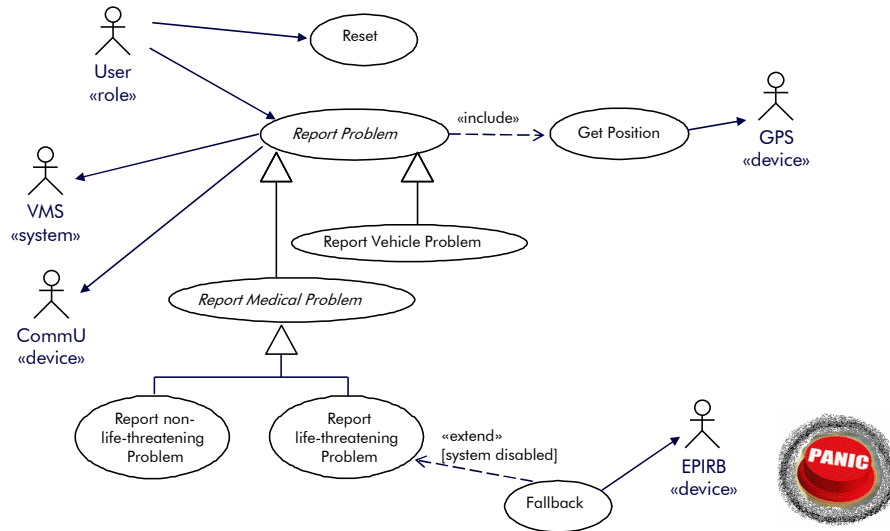 Reset
User
«role»
Report Problem
«include»
Get Position
GPS
«device»
VMS
«system»
Report Vehicle Problem
Report Medical Problem
CommU
«device»
Report non-
life-threatening
Problem
Report
life-threatening
Problem
«extend»
[system disabled]
Fallback
EPIRB
«device»
PANIC